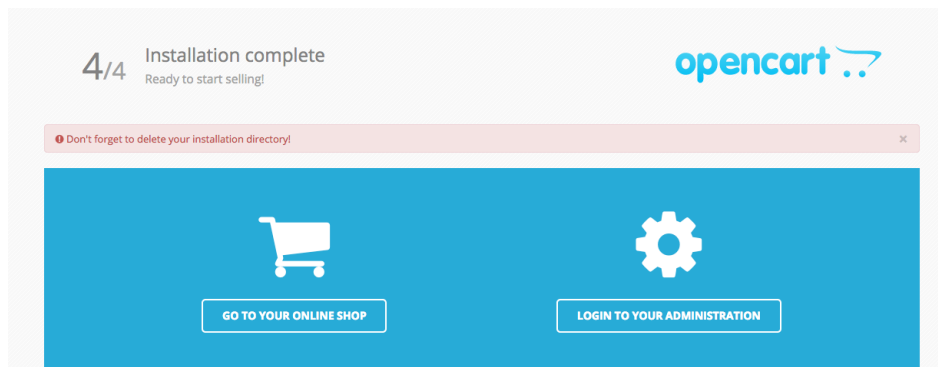 4/4
Installation complete
Ready to start selling!
opencart
Don't forget to delete your installation directory!
×
GO TO YOUR ONLINE SHOP
LOGIN TO YOUR ADMINISTRATION